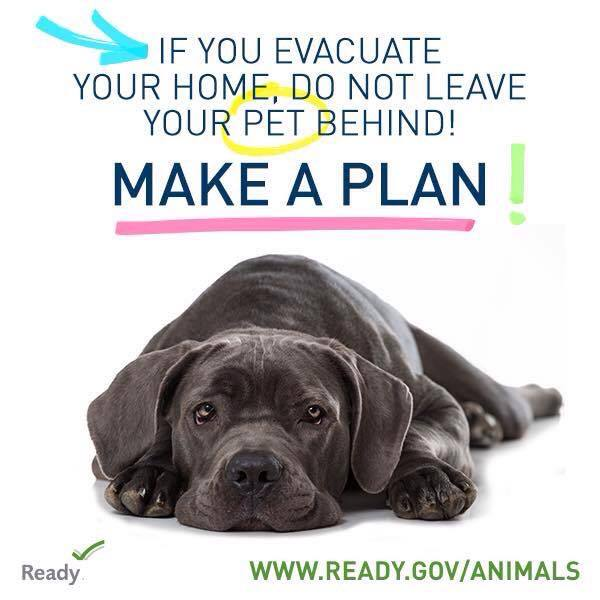 IF YOU EVACUATE
YOUR HOME, DO NOT LEAVE
YOUR PET BEHIND!
MAKE A PLAN !
Ready
WWW.READY.GOV/ANIMALS